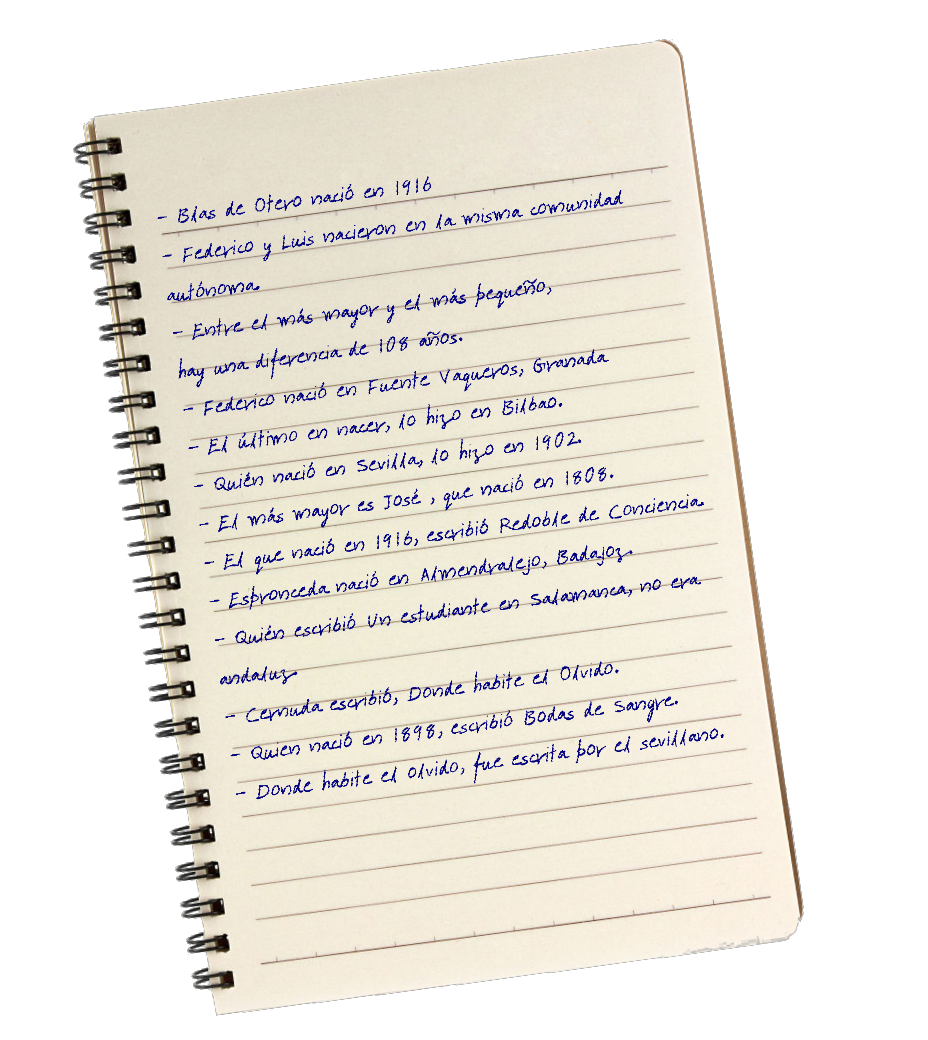 - Blas de Otero nació en 1916
- Federico y Luis nacieron en la misma comunidad
autónoma.
- Entre el más mayor y el más pequeño,
hay una diferencia de 108 años.
- Federico nació en Fuente Vaqueros, Granada
- El último en nacer, lo hizo en Bilbao.
- Quién nació en Sevilla, lo hizo en 1902.
- El más mayor es José, que nació en 1808.
- El que nació en 1916, escribió Redoble de Conciencia.
- Espronceda nació en Almendralejo, Badajoz.
- Quién escribió Un estudiante en Salamanca, no era
andaluz.
- Cernuda escribió, Donde habite el Olvido.
- Quien nació en 1898, escribió Bodas de Sangre.
- Donde habite el olvido, fue escrita por el sevillano.